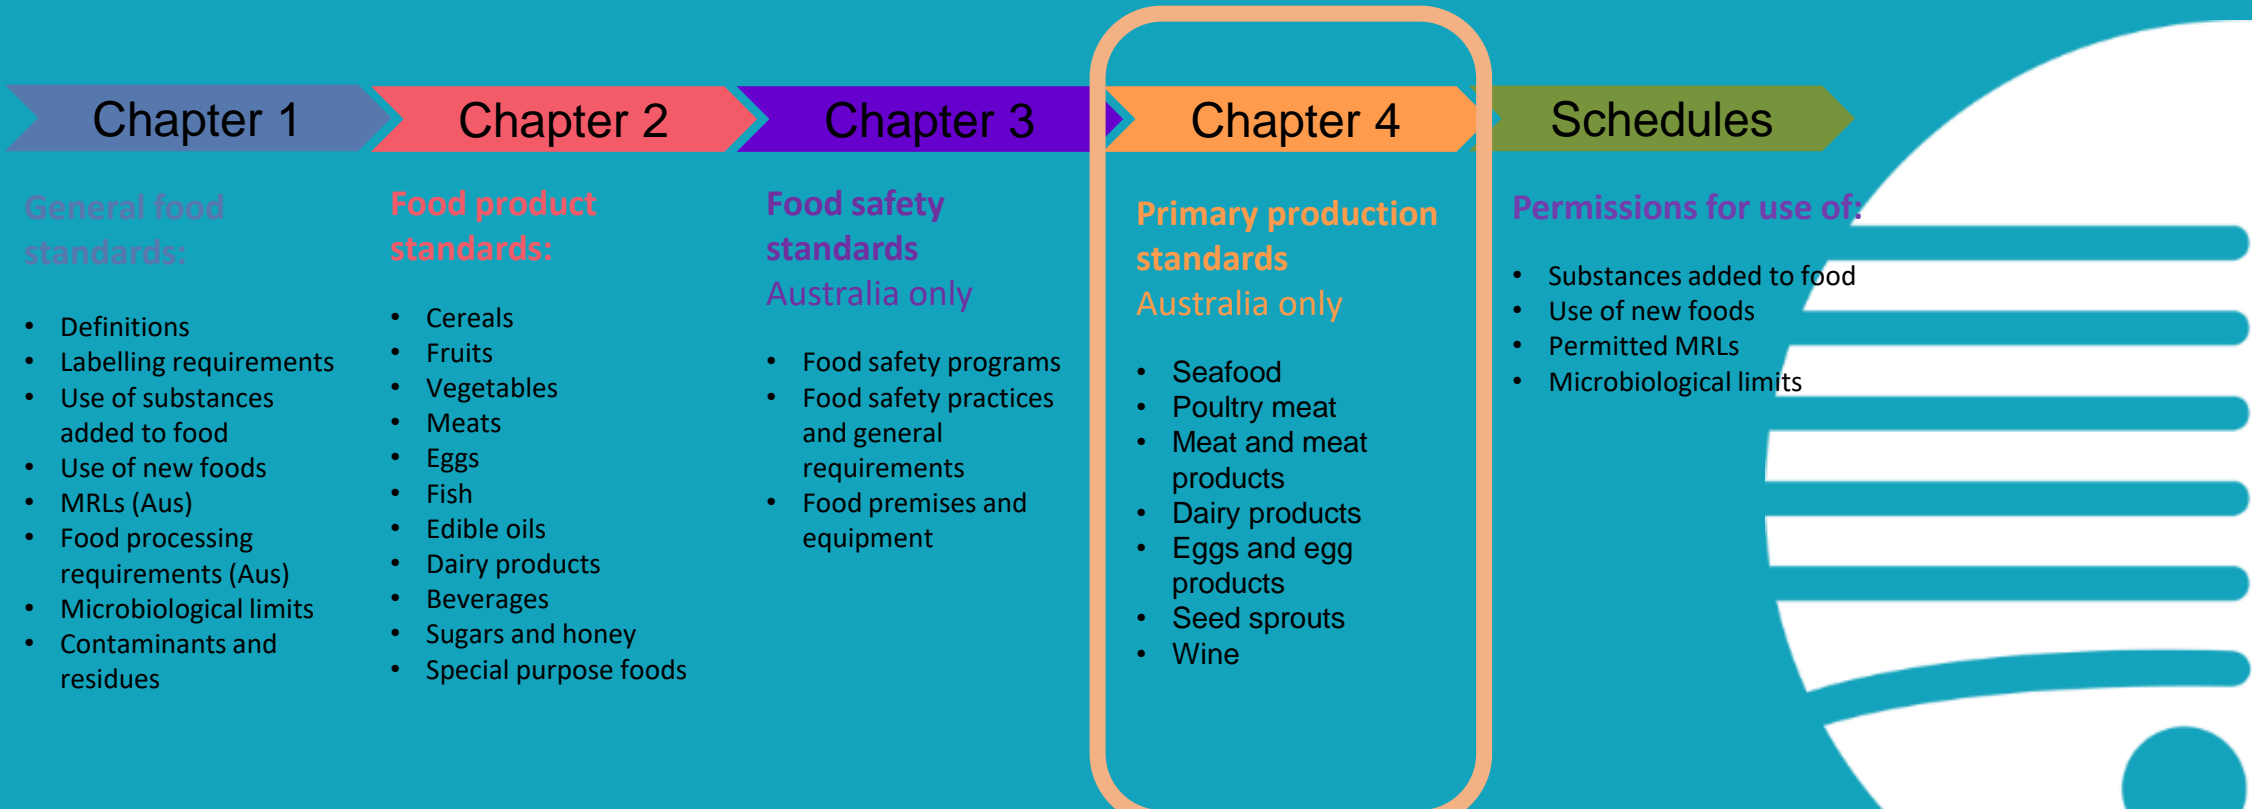 Chapter 1
General food
standards:
• Definitions
• Labelling requirements
• Use of substances
added to food
• Use of new foods
• MRLs (Aus)
• Food processing
requirements (Aus)
• Microbiological limits
• Contaminants and
residues
Chapter 2
Food product
standards:
• Cereals
• Fruits
• Vegetables
• Meats
• Eggs
• Fish
• Edible oils
• Dairy products
• Beverages
• Sugars and honey
• Special purpose foods
Chapter 3
Food safety
standards
Australia only
• Food safety programs
• Food safety practices
and general
requirements
• Food premises and
equipment
Chapter 4
Primary production
standards
Australia only
• Seafood
• Poultry meat
• Meat and meat
products
• Dairy products
• Eggs and egg
products
• Seed sprouts
• Wine
Schedules
Permissions for use of:
• Substances added to food
• Use of new foods
• Permitted MRLs
• Microbiological limits